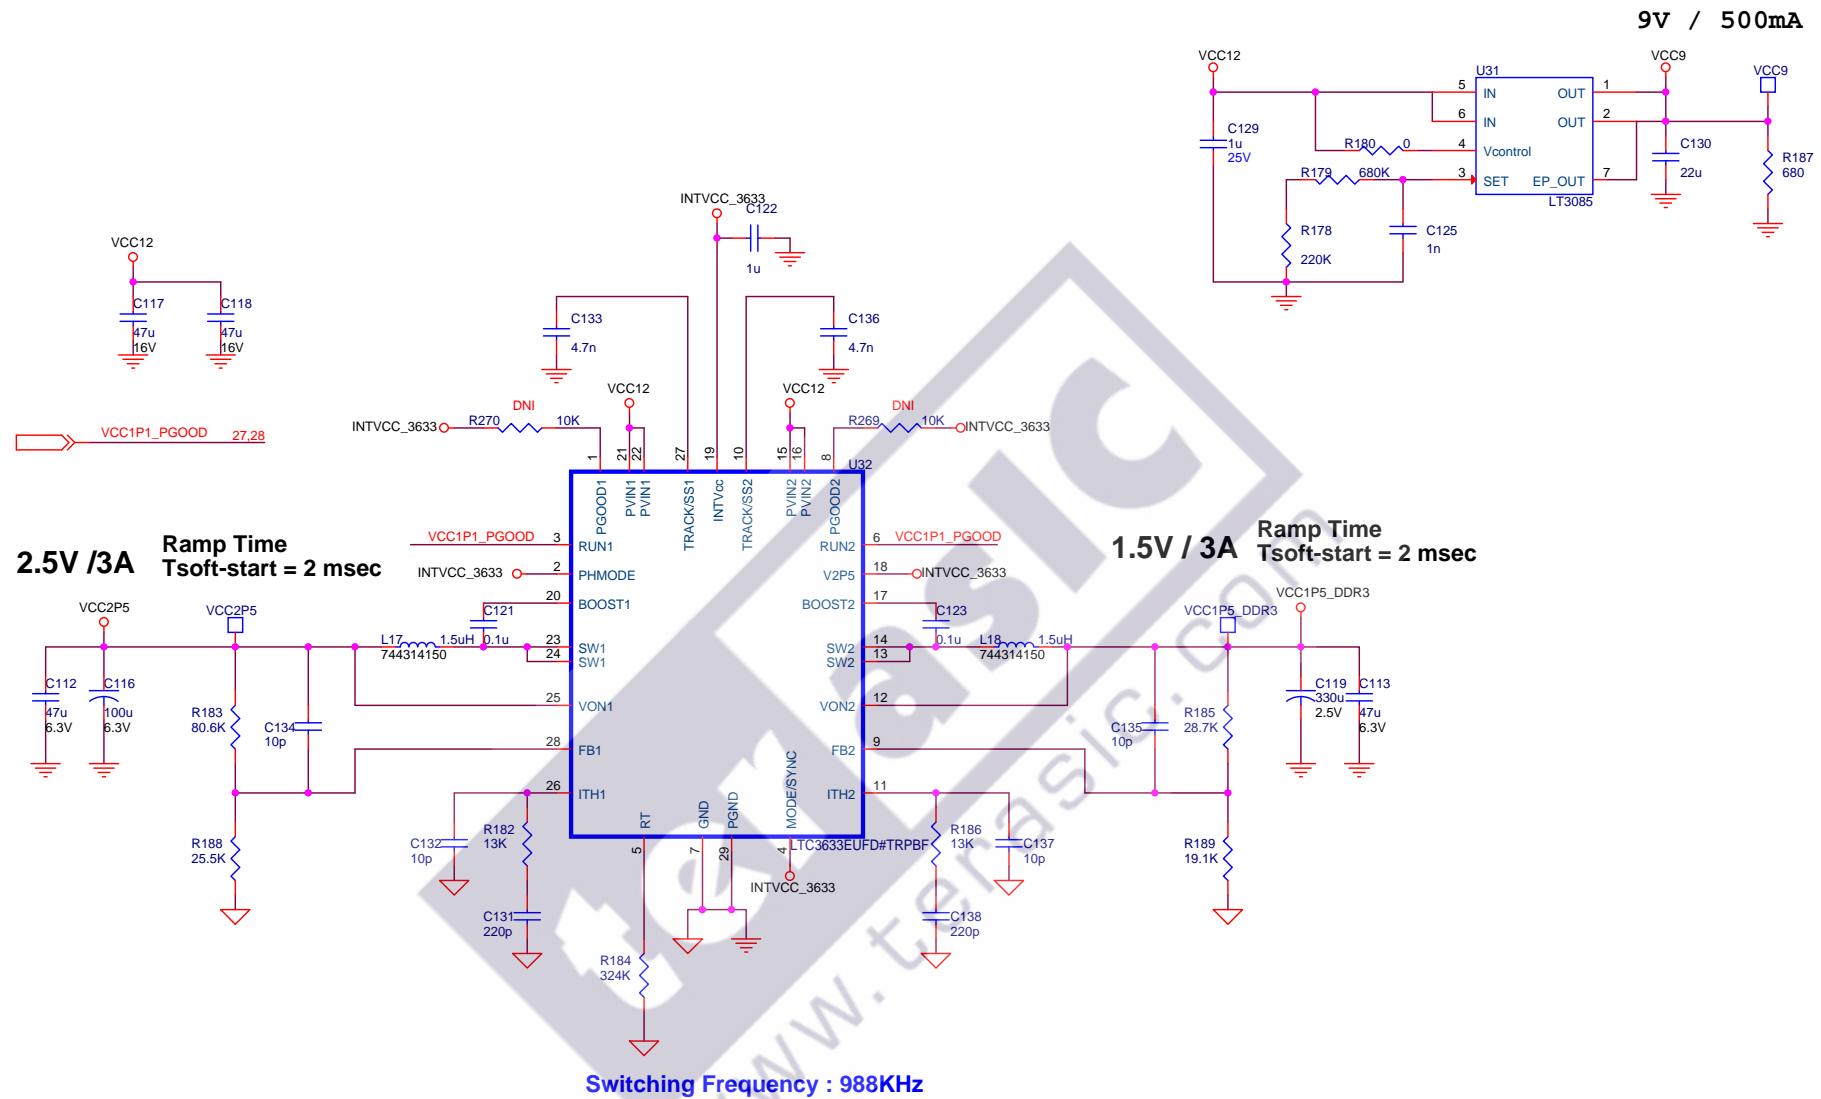 9V / 500mA
VCC12
U31
VCC9
VCC9
5 IN OUT 1
6 IN OUT 2
C129
1u
25V
R180 0 4 Vcontrol
C130
22u
R187
680
R179 680K 3 SET EP_OUT 7
LT3085
R178
220K
C125
1n
INTVCC_3633
C122
1u
VCC12
C117
47u
16V
C118
47u
16V
C133
4.7n
C136
4.7n
VCC12
VCC12
DNI
DNI
INTVCC_3633 R270 10K
R269 10K INTVCC_3633
VCC1P1_PGOOD 27,28
1 21 22 27 19 10 15 16 8
U32
PGOOD1 PVIN1 PVIN1 TRACK/SS1 INTVcc TRACK/SS2 PVIN2 PVIN2 PGOOD2
VCC1P1_PGOOD 3 RUN1
RUN2 6 VCC1P1_PGOOD
2.5V /3A
Ramp Time
Tsoft-start = 2 msec
1.5V / 3A
Ramp Time
Tsoft-start = 2 msec
INTVCC_3633 2 PHMODE
V2P5 18 INTVCC_3633
20 BOOST1
BOOST2 17
VCC2P5
VCC2P5
C121
0.1u
C123
0.1u
VCC1P5_DDR3
VCC1P5_DDR3
L17 1.5uH
744314150
23 SW1
24 SW1
SW2 14
SW2 13
L18 1.5uH
744314150
C112
47u
6.3V
C116
100u
6.3V
R183
80.6K
C134
10p
25 VON1
VON2 12
C135
10p
R185
28.7K
C119
330u
2.5V
C113
47u
6.3V
28 FB1
FB2 9
26 ITH1
ITH2 11
RT GND PGND MODE/SYNC
5 7 29 4
LTC3633EUFD#TRPBF
INTVCC_3633
R188
25.5K
C132
10p
R182
13K
R186
13K
C137
10p
R189
19.1K
C131
220p
C138
220p
R184
324K
Switching Frequency : 988KHz
terasic
www.terasic.com